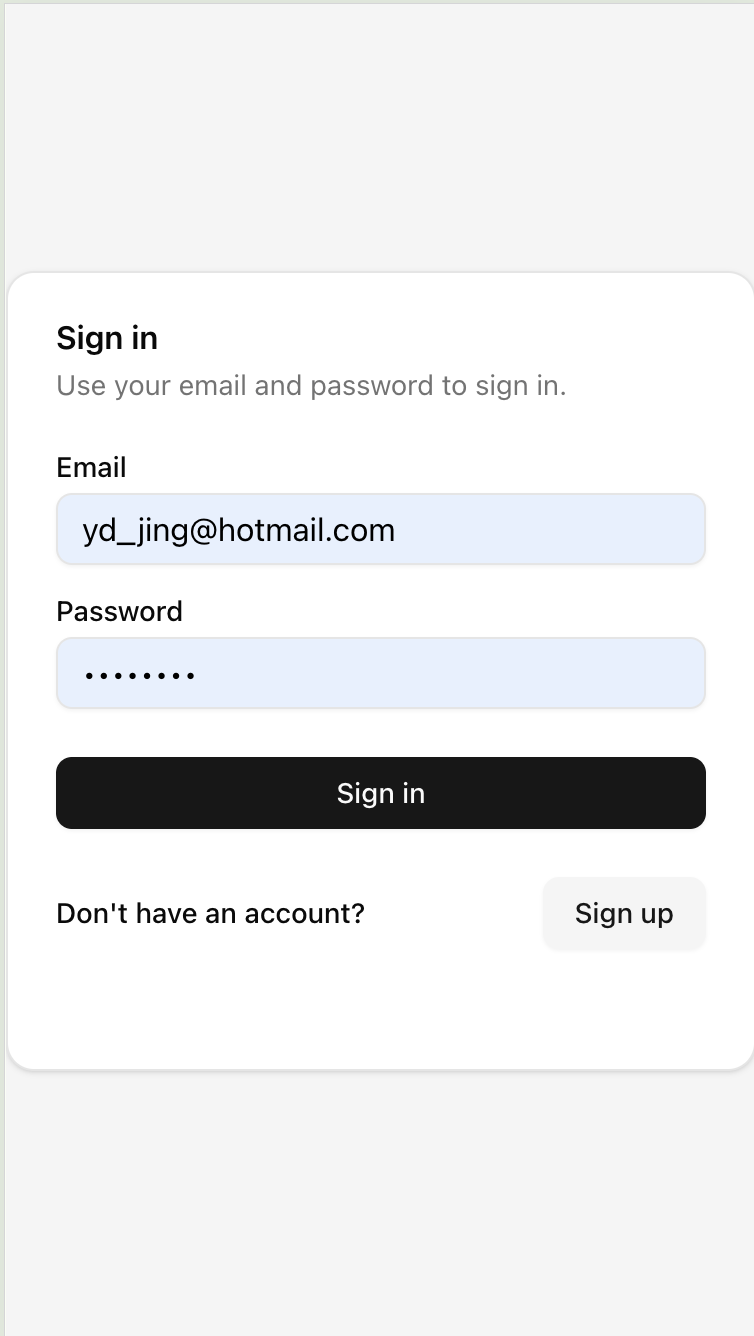 Sign in
Use your email and password to sign in.
Email
yd_jing@hotmail.com
Password
••••••••
Sign in
Don't have an account?
Sign up